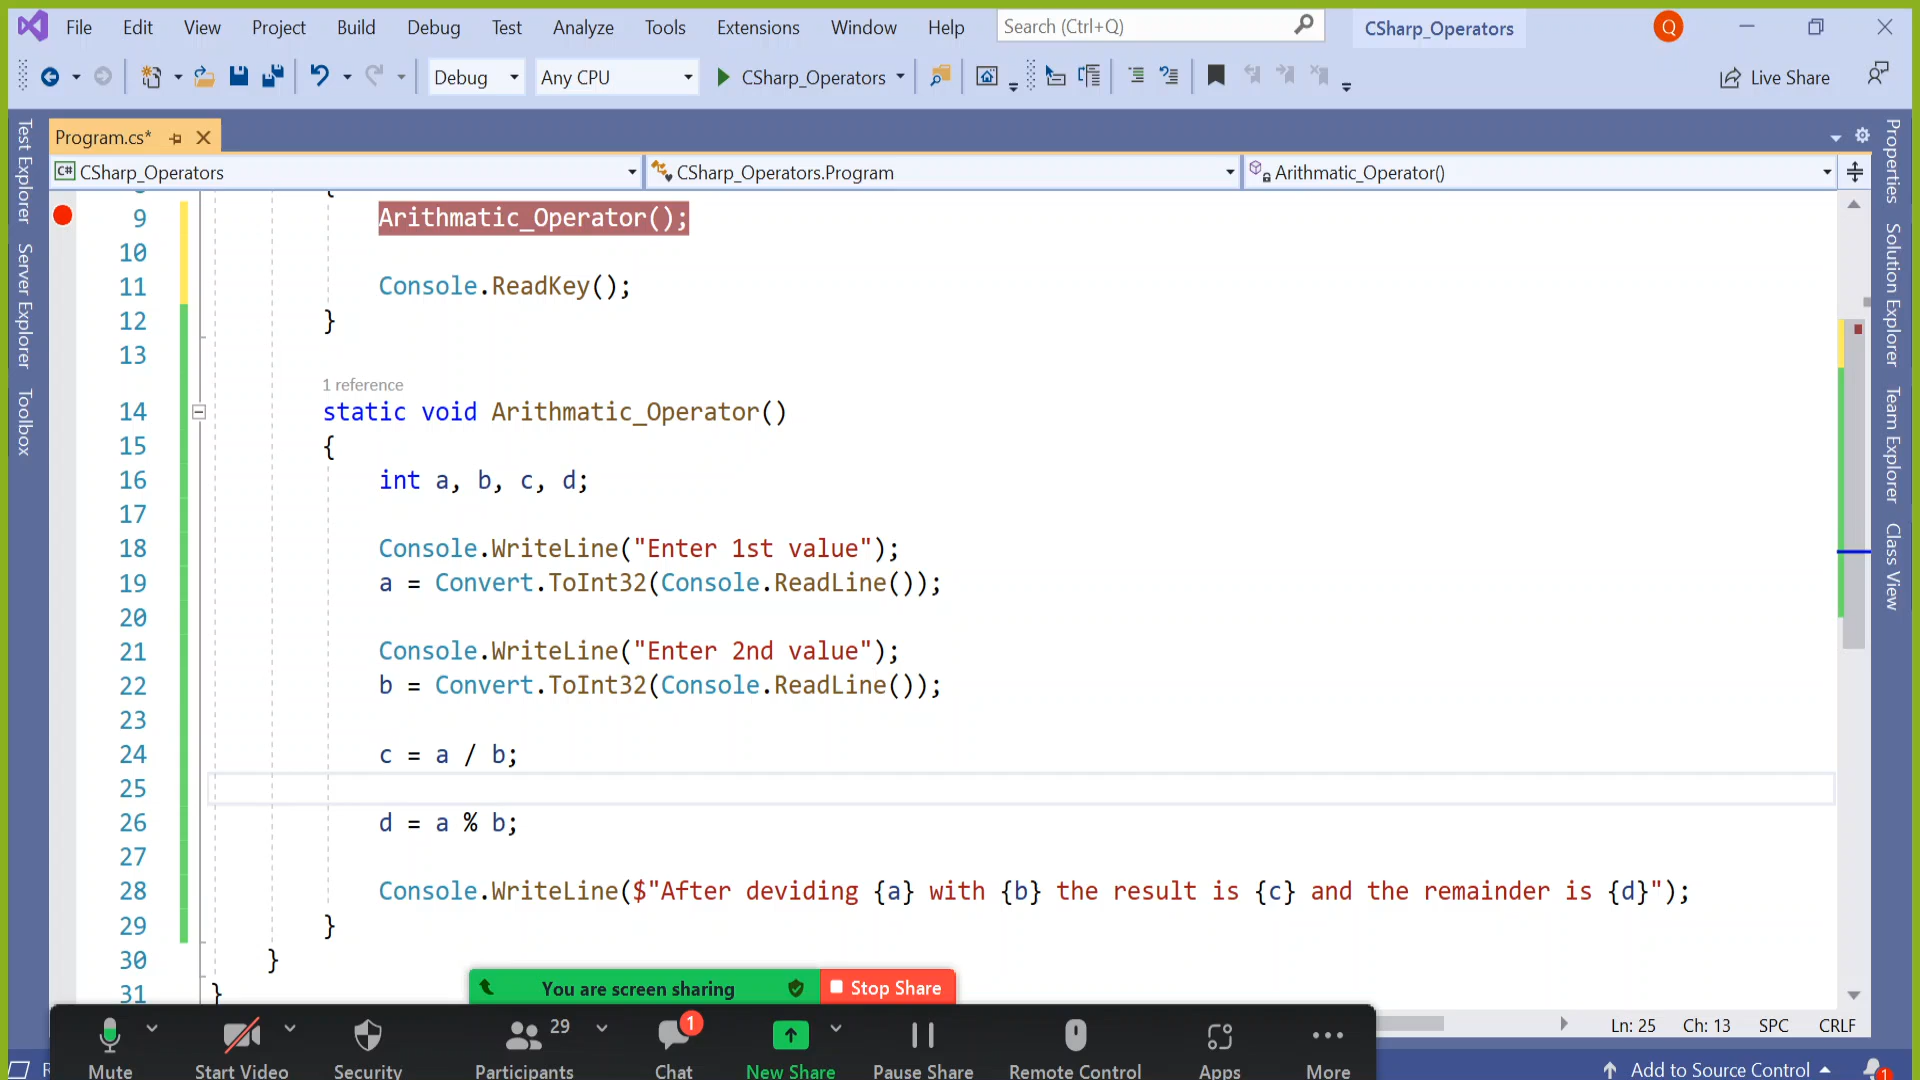 File Edit View Project Build Debug Test Analyze Tools Extensions Window Help Search (Ctrl+Q) CSharp_Operators Q
Debug Any CPU CSharp_Operators Live Share
Program.cs*
C# CSharp_Operators CSharp_Operators.Program Arithmatic_Operator()
Test Explorer
Server Explorer
Toolbox
Properties
Solution Explorer
Team Explorer
Class View
9 Arithmatic_Operator();
10
11 Console.ReadKey();
12 }
13
1 reference
14 static void Arithmatic_Operator()
15 {
16 int a, b, c, d;
17
18 Console.WriteLine("Enter 1st value");
19 a = Convert.ToInt32(Console.ReadLine());
20
21 Console.WriteLine("Enter 2nd value");
22 b = Convert.ToInt32(Console.ReadLine());
23
24 c = a / b;
25
26 d = a % b;
27
28 Console.WriteLine($"After deviding {a} with {b} the result is {c} and the remainder is {d}");
29 }
30 }
31 }
You are screen sharing Stop Share
Ln: 25 Ch: 13 SPC CRLF
29 1
Mute Start Video Security Participants Chat New Share Pause Share Remote Control Apps More
Add to Source Control 1